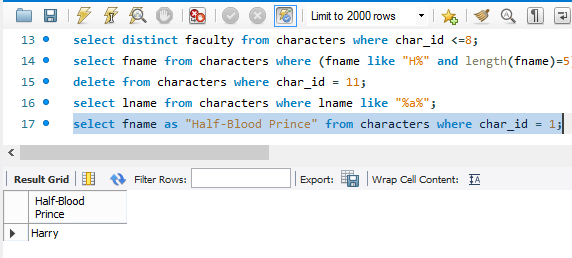 Limit to 2000 rows
13 select distinct faculty from characters where char_id <=8;
14 select fname from characters where (fname like "H%" and length(fname)=5
15 delete from characters where char_id = 11;
16 select lname from characters where lname like "%a%";
17 select fname as "Half-Blood Prince" from characters where char_id = 1;
Result Grid Filter Rows: Export: Wrap Cell Content: IA
Half-Blood
Prince
Harry